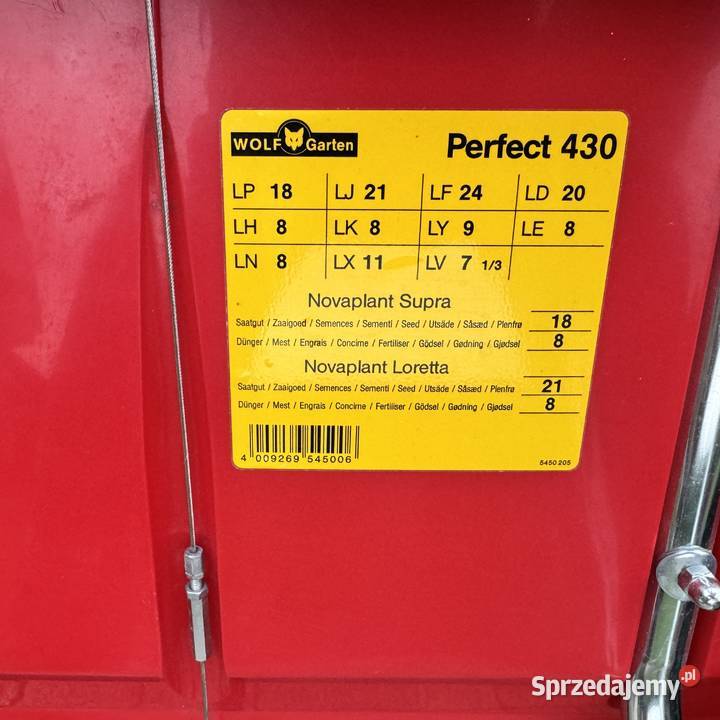 WOLF Garten Perfect 430
LP 18 LJ 21 LF 24 LD 20
LH 8 LK 8 LY 9 LE 8
LN 8 LX 11 LV 7 1/3
Novaplant Supra
Saatgut / Zaaigoed / Semences / Sementi / Seed / Utsäde / Såsæd / Plenfrø 18
Dünger / Mest / Engrais / Concime / Fertiliser / Gödsel / Gødning / Gjødsel 8
Novaplant Loretta
Saatgut / Zaaigoed / Semences / Sementi / Seed / Utsäde / Såsæd / Plenfrø 21
Dünger / Mest / Engrais / Concime / Fertiliser / Gödsel / Gødning / Gjødsel 8
4 009269 545006
5450 205
Sprzedajemy.pl